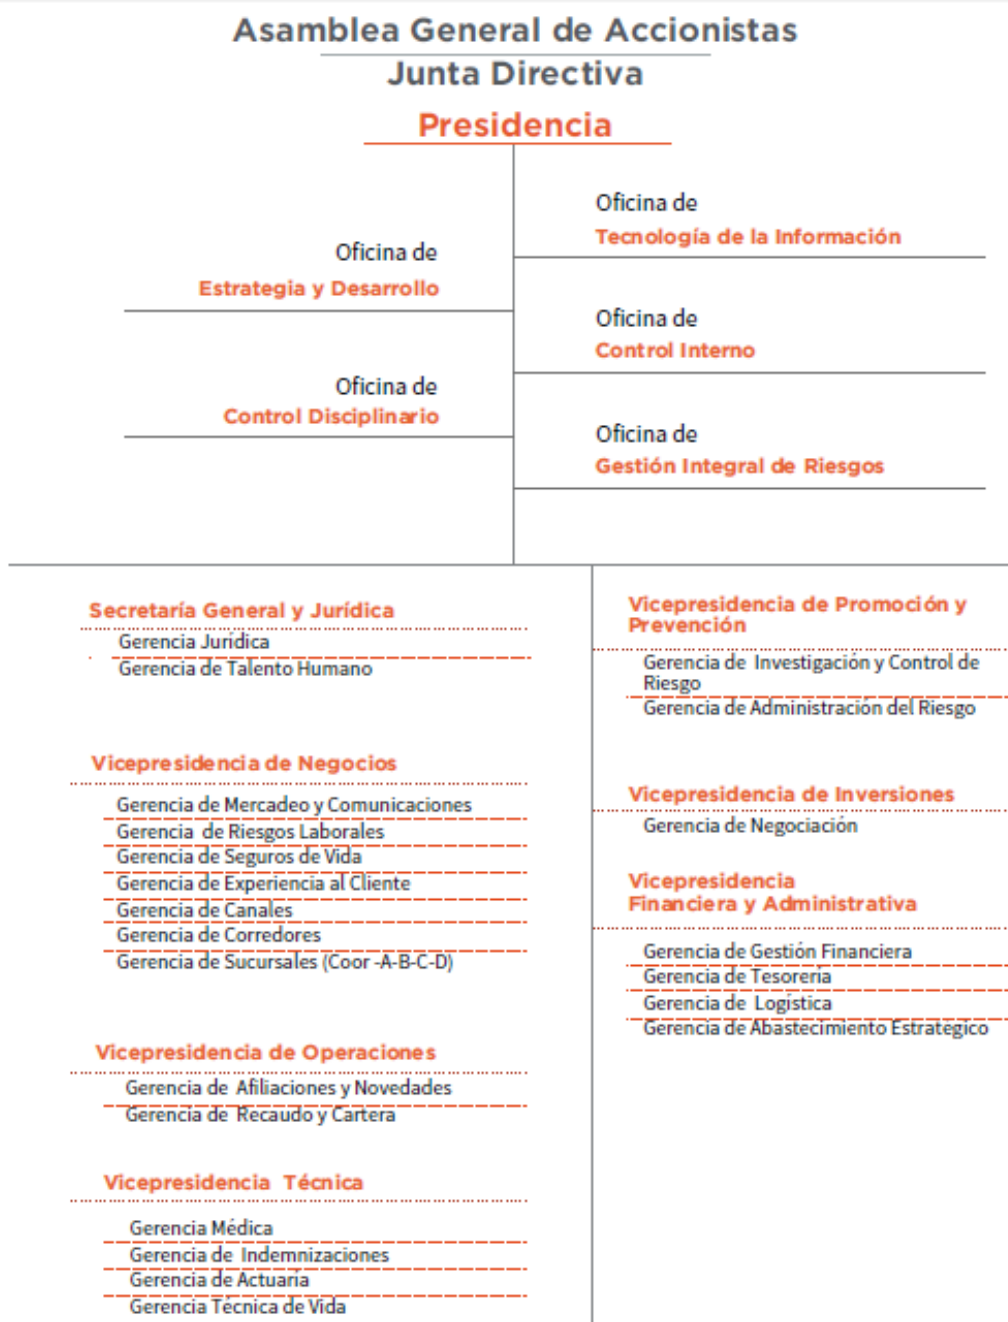 Asamblea General de Accionistas
Junta Directiva
Presidencia
Oficina de
Tecnología de la Información
Oficina de
Estrategia y Desarrollo
Oficina de
Control Interno
Oficina de
Control Disciplinario
Oficina de
Gestión Integral de Riesgos
Secretaría General y Jurídica
Gerencia Jurídica
Gerencia de Talento Humano
Vicepresidencia de Negocios
Gerencia de Mercadeo y Comunicaciones
Gerencia de Riesgos Laborales
Gerencia de Seguros de Vida
Gerencia de Experiencia al Cliente
Gerencia de Canales
Gerencia de Corredores
Gerencia de Sucursales (Coor -A-B-C-D)
Vicepresidencia de Operaciones
Gerencia de Afiliaciones y Novedades
Gerencia de Recaudo y Cartera
Vicepresidencia Técnica
Gerencia Médica
Gerencia de Indemnizaciones
Gerencia de Actuaría
Gerencia Técnica de Vida
Vicepresidencia de Promoción y
Prevención
Gerencia de Investigación y Control de
Riesgo
Gerencia de Administración del Riesgo
Vicepresidencia de Inversiones
Gerencia de Negociación
Vicepresidencia
Financiera y Administrativa
Gerencia de Gestión Financiera
Gerencia de Tesorería
Gerencia de Logística
Gerencia de Abastecimiento Estratégico